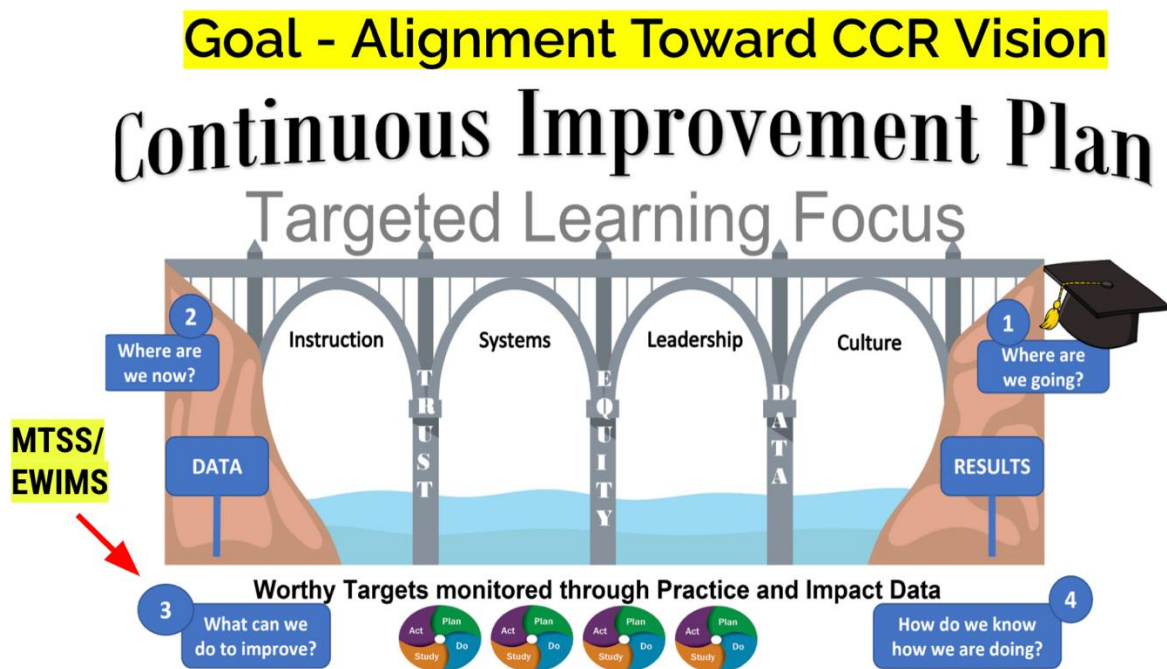 Goal - Alignment Toward CCR Vision
Continuous Improvement Plan
Targeted Learning Focus
2
Where are
we now?
Instruction
Systems
Leadership
Culture
1
Where are
we going?
TRUST
EQUITY
DATA
MTSS/
EWIMS
DATA
RESULTS
Worthy Targets monitored through Practice and Impact Data
3
What can we
do to improve?
Act
Plan
Do
Study
Act
Plan
Do
Study
Act
Plan
Do
Study
Act
Plan
Do
Study
4
How do we know
how we are doing?